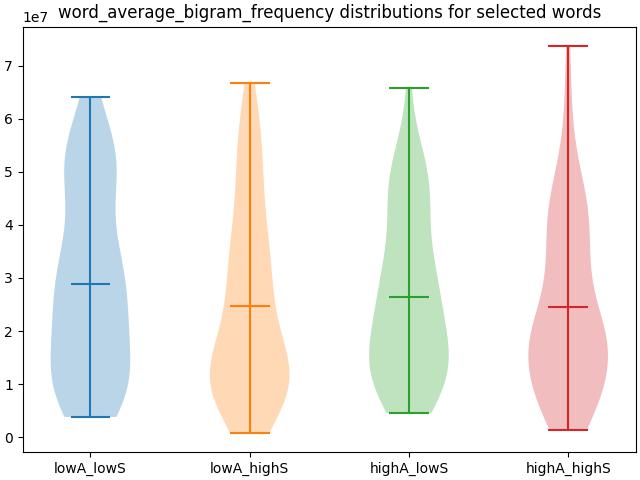 word_average_bigram_frequency distributions for selected words
1e7
7
6
5
4
3
2
1
0
lowA_lowS lowA_highS highA_lowS highA_highS